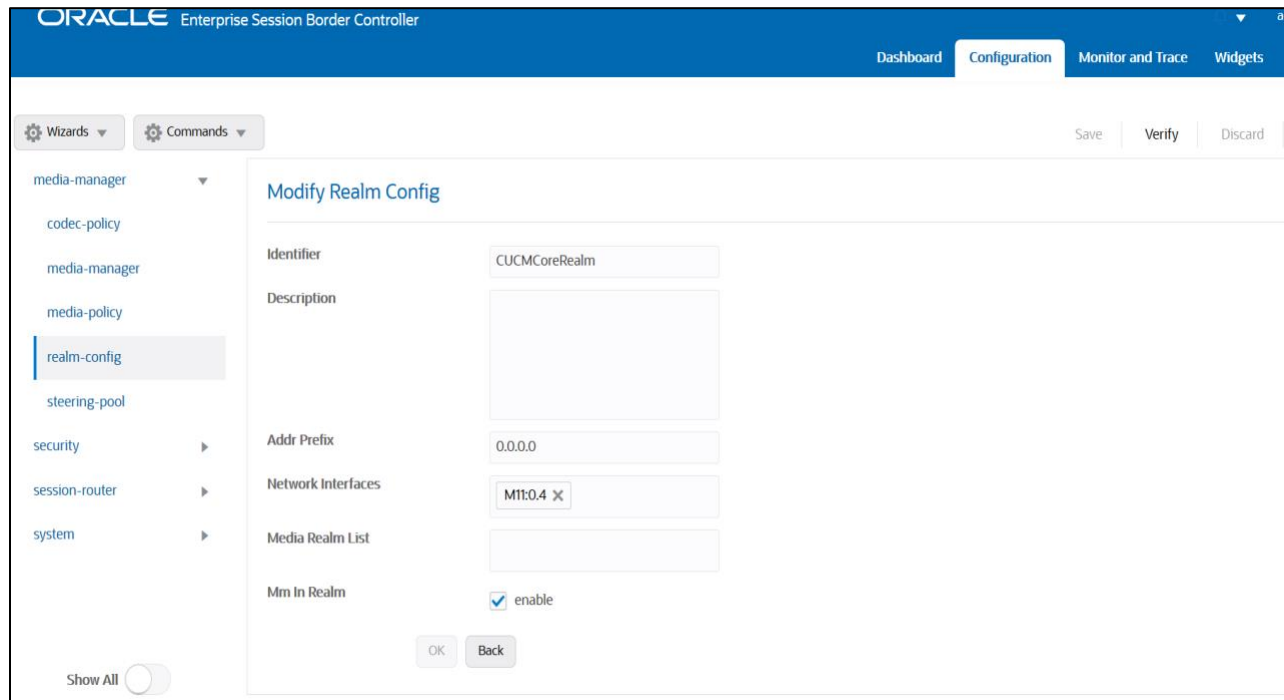 ORACLE Enterprise Session Border Controller
Dashboard Configuration Monitor and Trace Widgets
Wizards Commands Save Verify Discard
media-manager
codec-policy
media-manager
media-policy
realm-config
steering-pool
security
session-router
system
Show All
Modify Realm Config
Identifier CUCMCoreRealm
Description
Addr Prefix 0.0.0.0
Network Interfaces M11:0.4
Media Realm List
Mm In Realm enable
OK Back